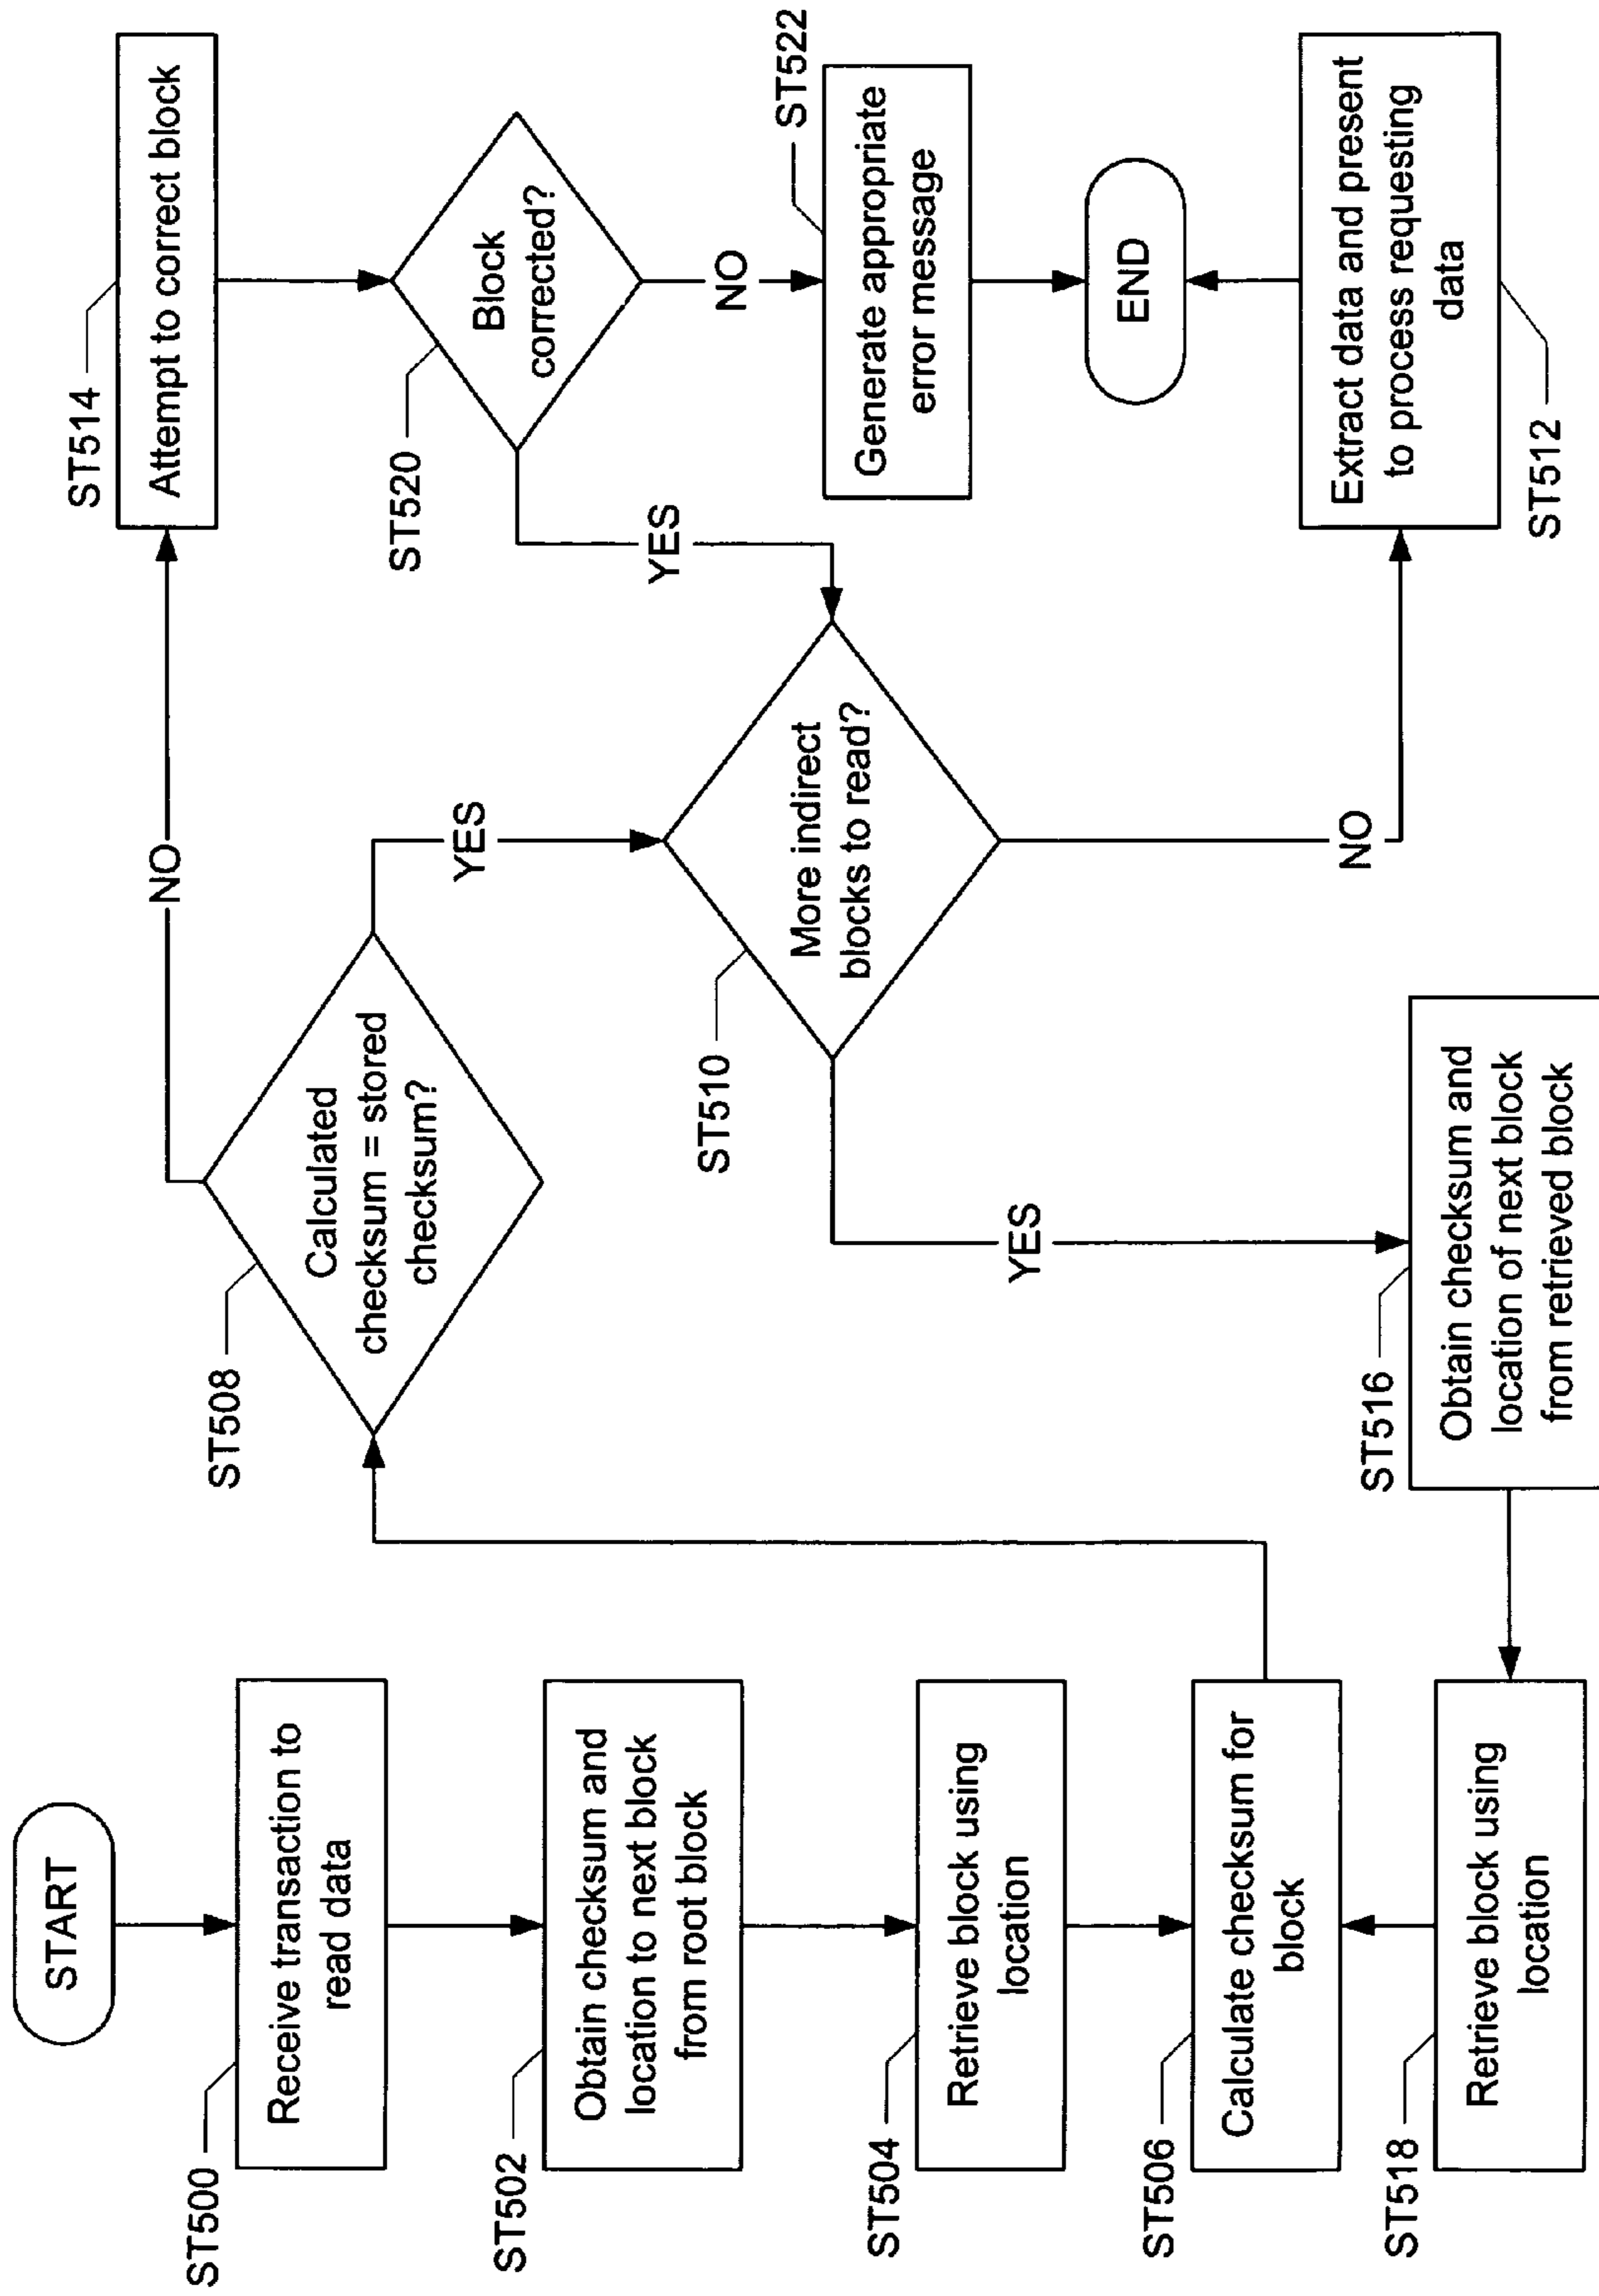 START
ST500
Receive transaction to
read data
ST502
Obtain checksum and
location to next block
from root block
ST504
Retrieve block using
location
ST506
Calculate checksum for
block
ST518
Retrieve block using
location
ST508
Calculated
checksum = stored
checksum?
NO
YES
ST510
More indirect
blocks to read?
YES
NO
ST516
Obtain checksum and
location of next block
from retrieved block
ST514
Attempt to correct block
ST520
Block
corrected?
YES
NO
ST522
Generate appropriate
error message
END
Extract data and present
to process requesting
data
ST512